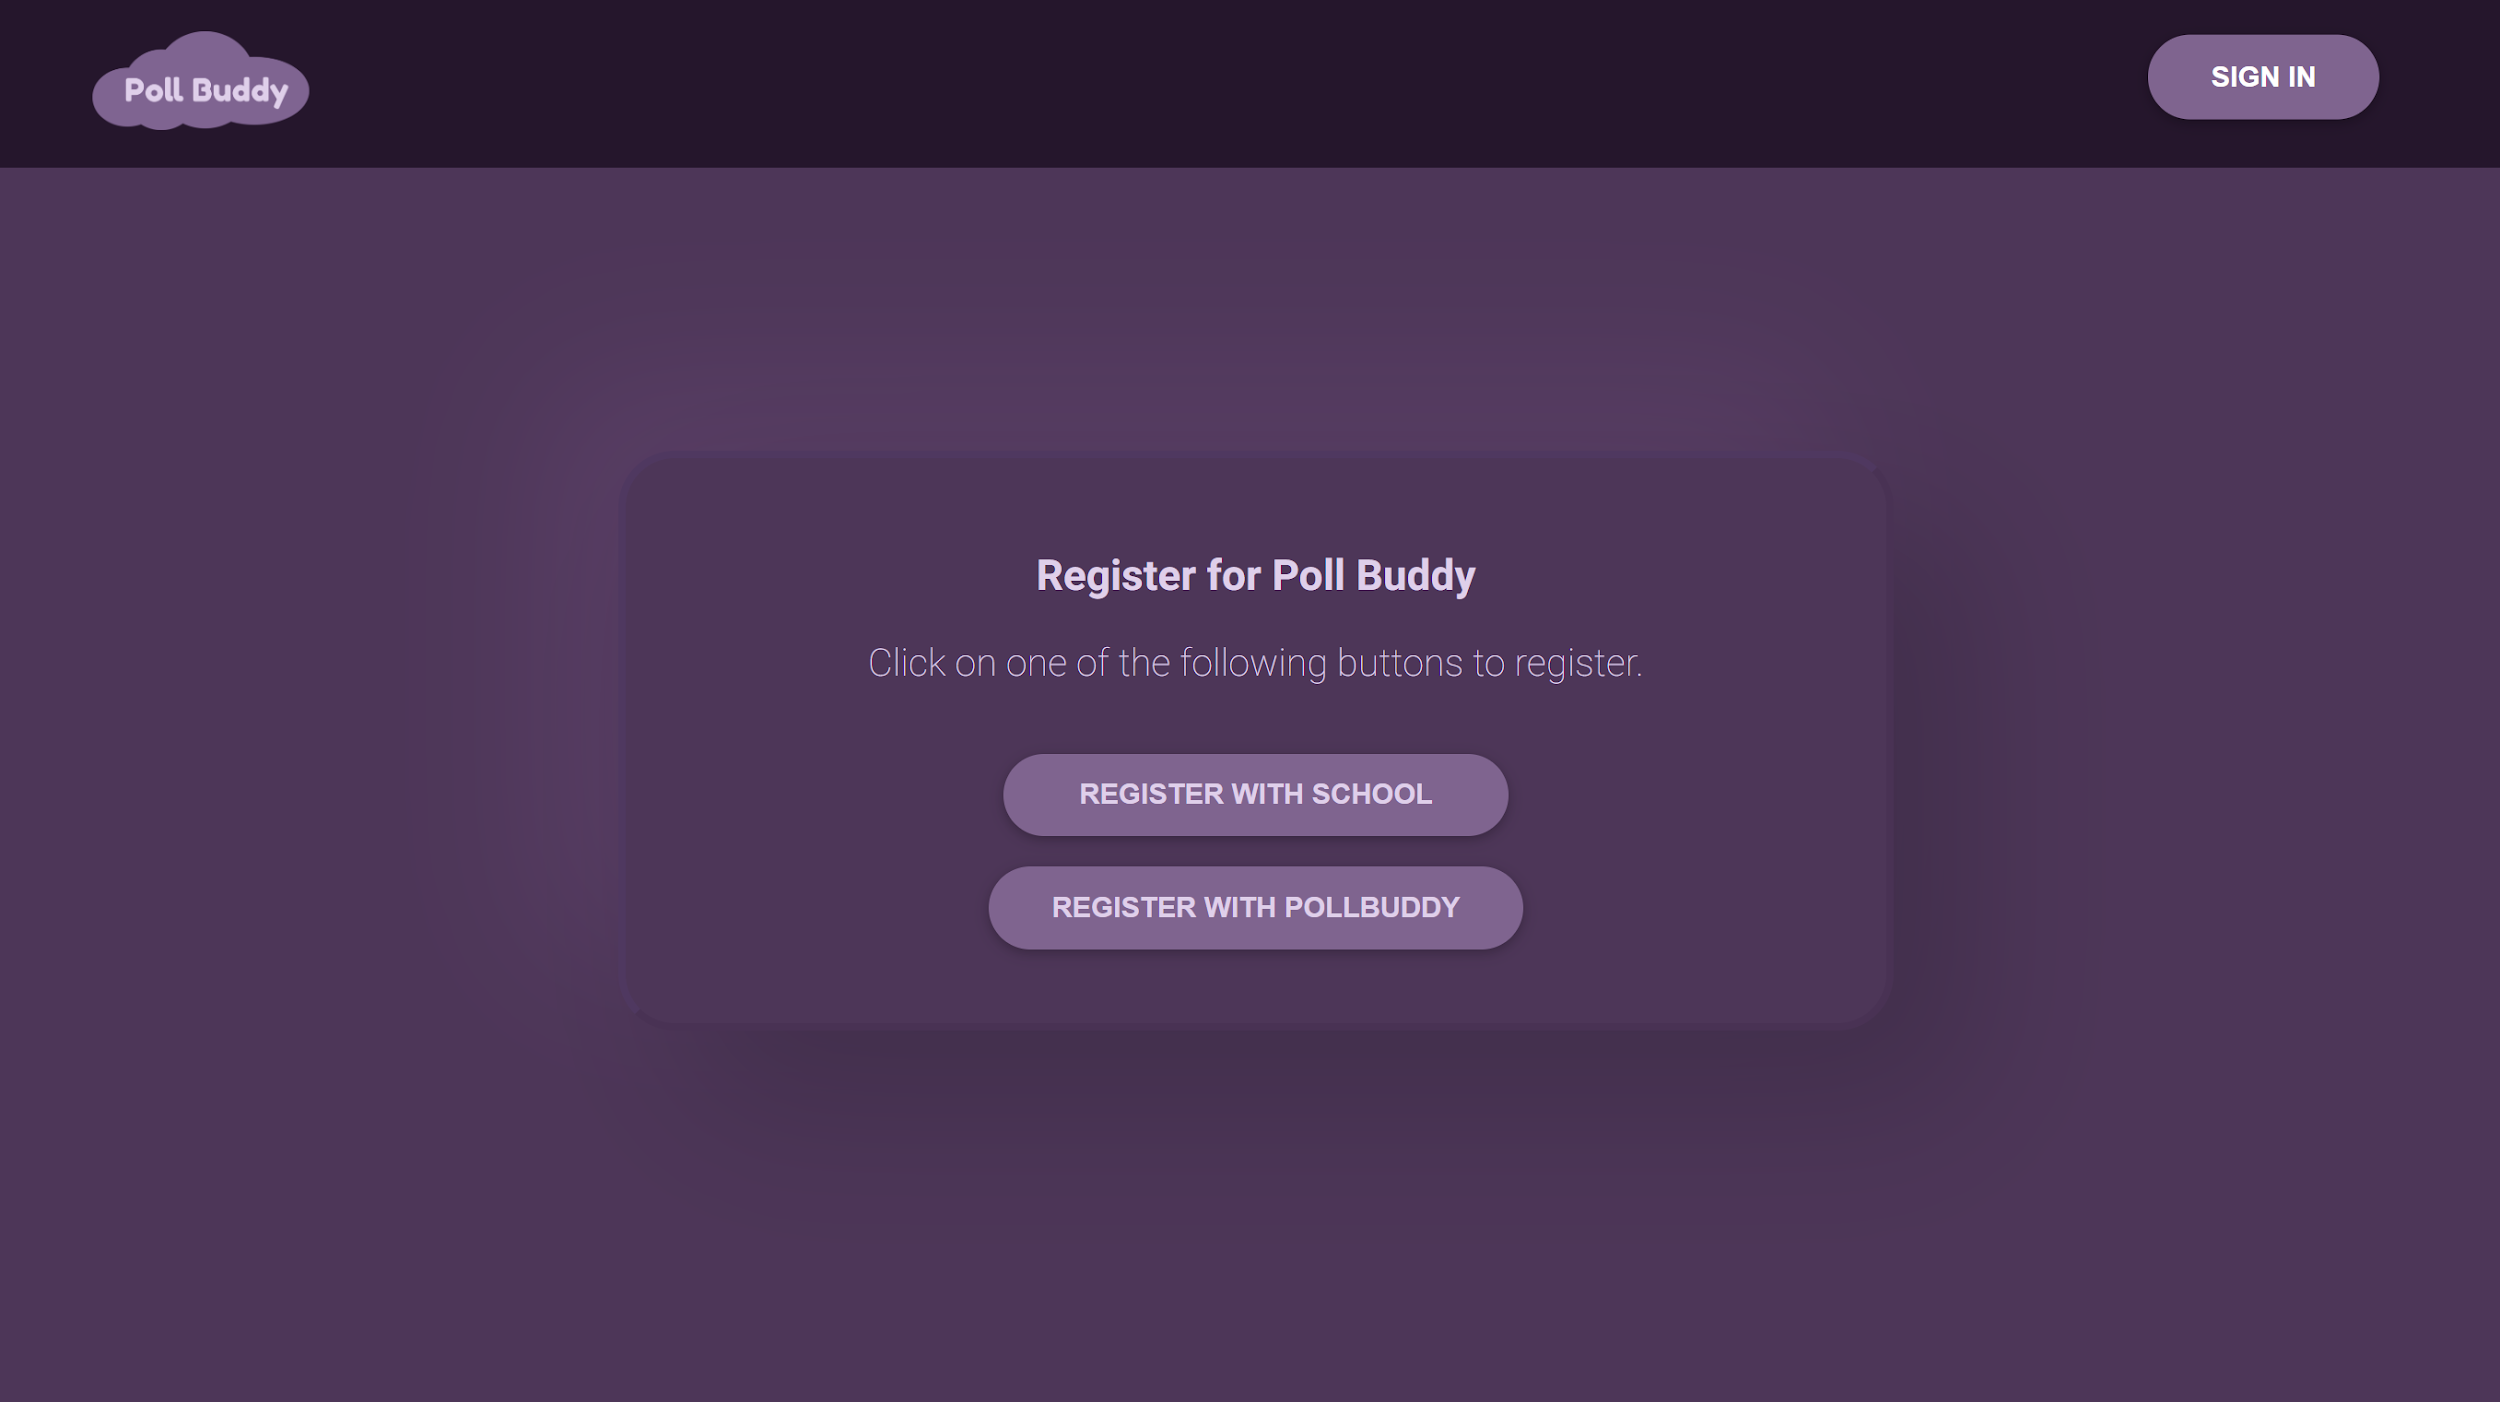 Poll Buddy
SIGN IN
Register for Poll Buddy
Click on one of the following buttons to register.
REGISTER WITH SCHOOL
REGISTER WITH POLLBUDDY